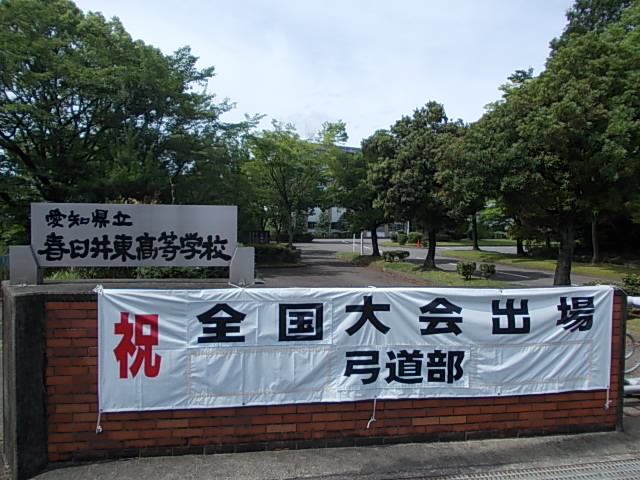 愛知県立
春日井東高等学校
祝 全国大会出場
弓道部